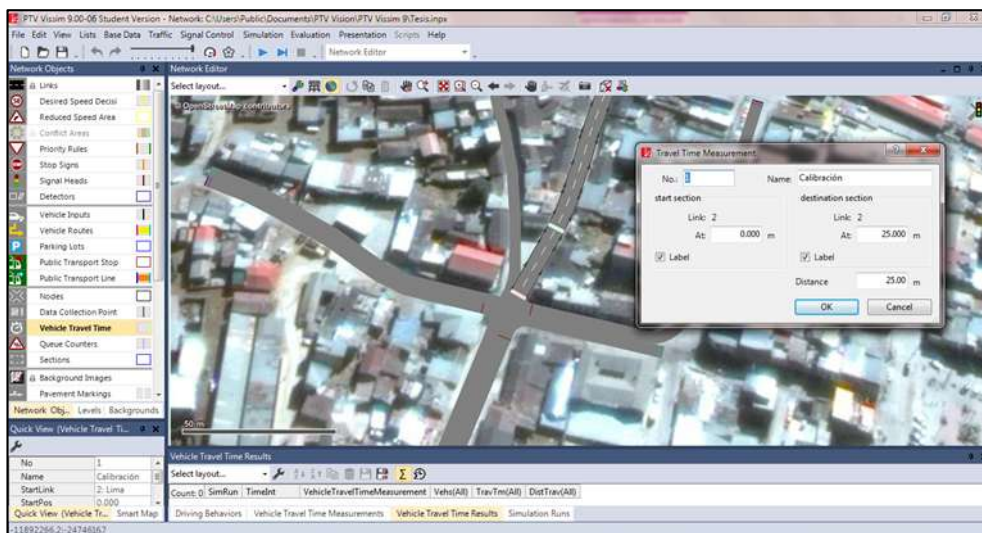 PTV Vissim 9.00-06 Student Version - Network: C:\Users\Public\Documents\PTV Vision\PTV Vissim 9\Tesis.inpx
File Edit View Lists Base Data Traffic Signal Control Simulation Evaluation Presentation Scripts Help
Network Editor
Network Objects
Links
Desired Speed Decisi
Reduced Speed Area
Conflict Areas
Priority Rules
Stop Signs
Signal Heads
Detectors
Vehicle Inputs
Vehicle Routes
Parking Lots
Public Transport Stop
Public Transport Line
Nodes
Data Collection Point
Vehicle Travel Time
Queue Counters
Sections
Background Images
Pavement Markings
Network Obj... Levels Backgrounds
Network Editor
Select layout...
© OpenStreetMap contributors
50 m
Travel Time Measurement
No.: 1 Name: Calibración
start section destination section
Link: 2 Link: 2
At: 0.000 m At: 25.000 m
Label Label
Distance 25.00 m
OK Cancel
Quick View (Vehicle Travel Ti...
No 1
Name Calibración
StartLink 2: Lima
StartPos 0.000
Quick View (Vehicle Tr... Smart Map
Vehicle Travel Time Results
Select layout...
Count: 0 SimRun TimeInt VehicleTravelTimeMeasurement Vehs(All) TravTm(All) DistTrav(All)
Driving Behaviors Vehicle Travel Time Measurements Vehicle Travel Time Results Simulation Runs
-11892266.2:-24746167